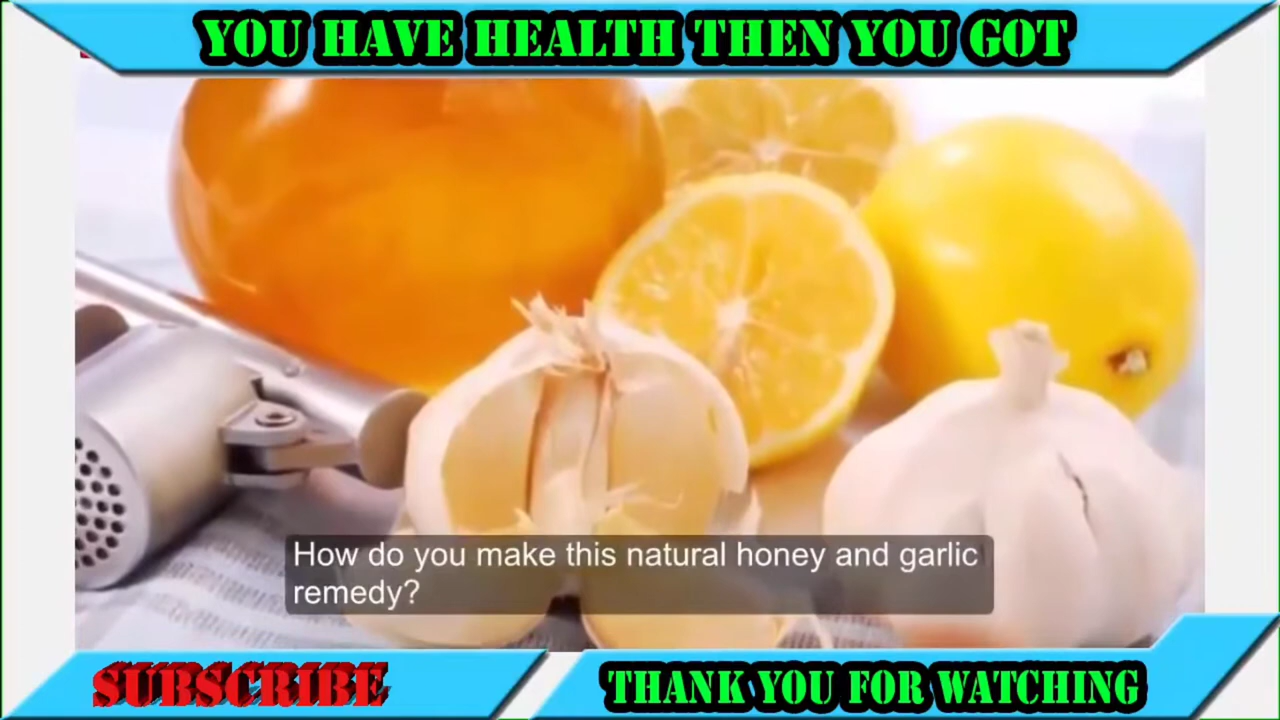 YOU HAVE HEALTH THEN YOU GOT
How do you make this natural honey and garlic
remedy?
SUBSCRIBE
THANK YOU FOR WATCHING